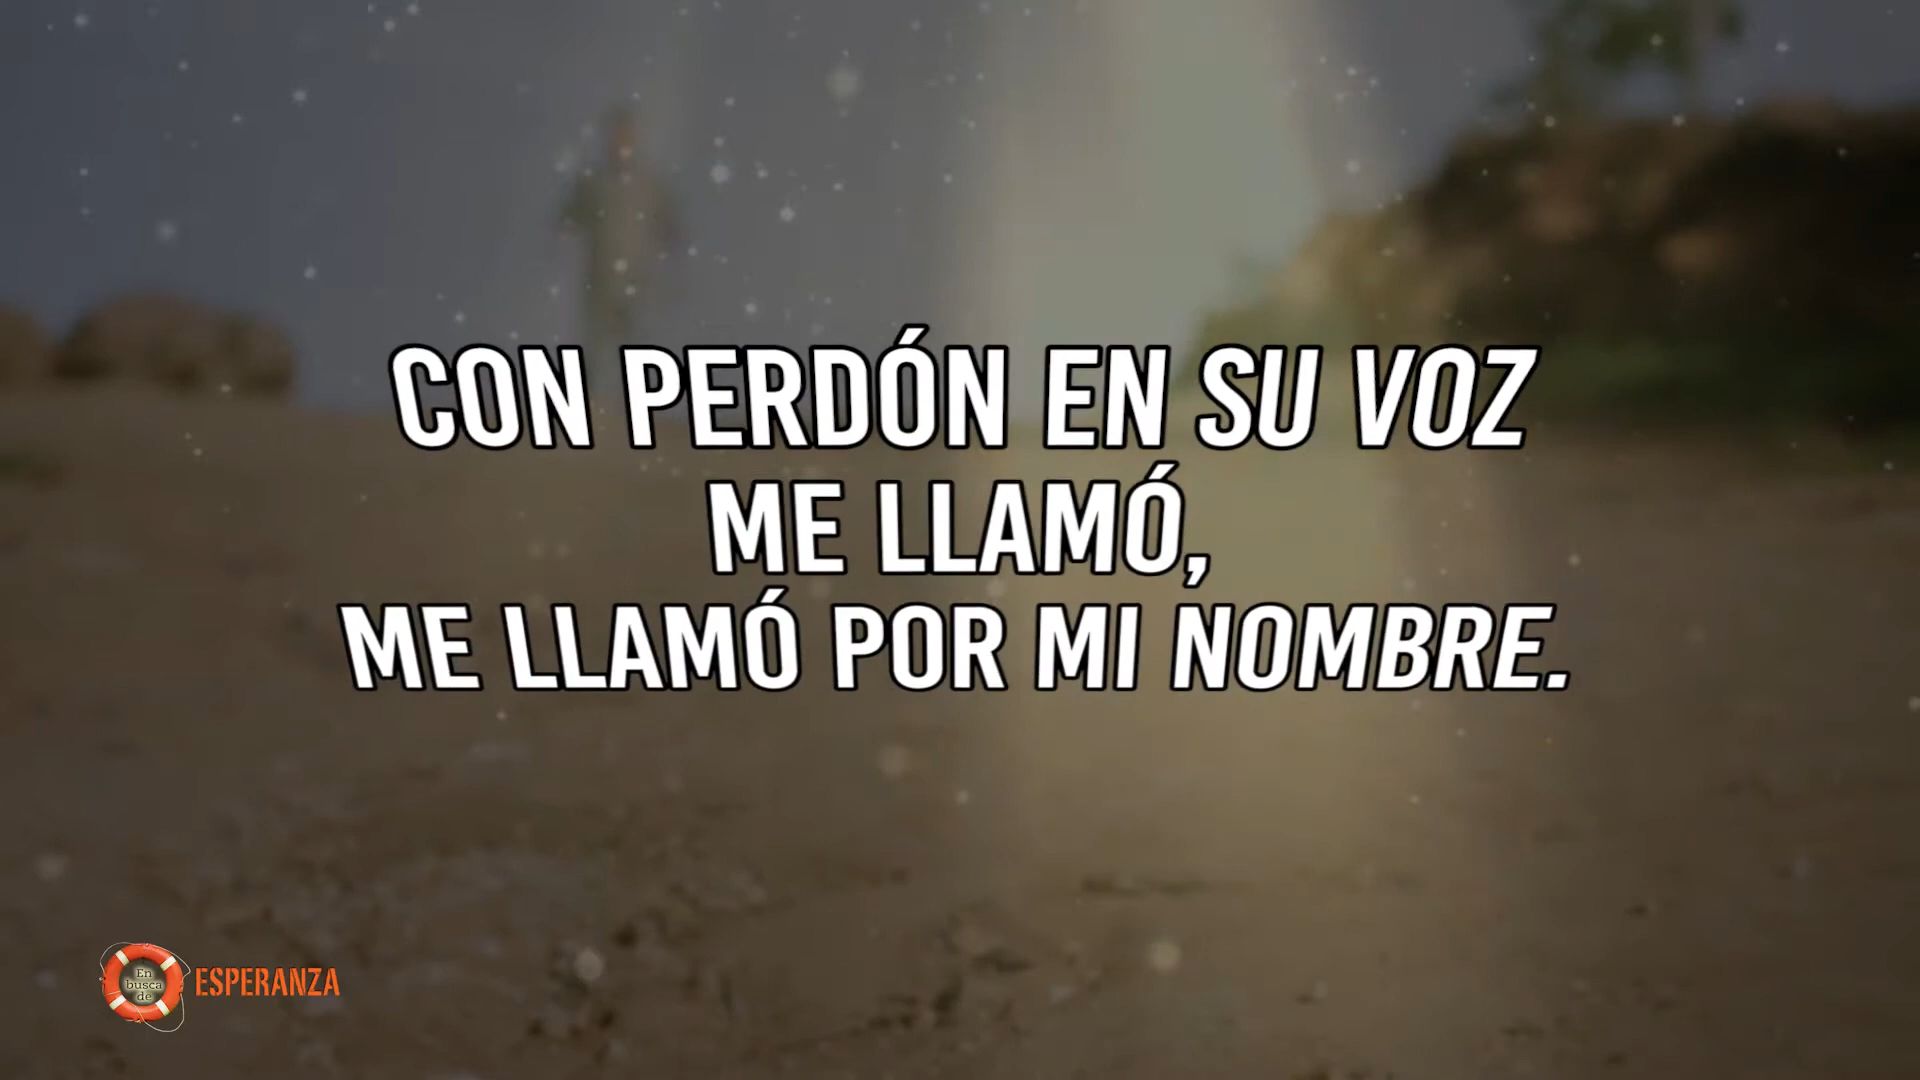 CON PERDÓN EN SU VOZ
ME LLAMÓ,
ME LLAMÓ POR MI NOMBRE.
En
busca
de
ESPERANZA